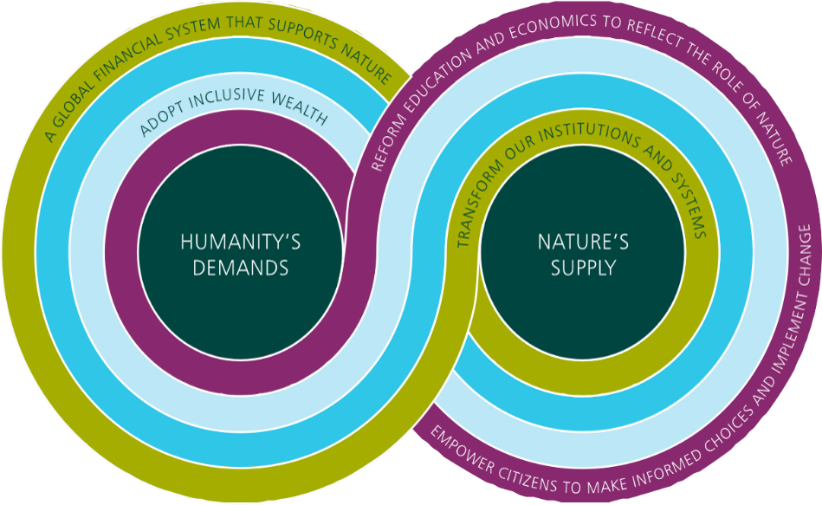 A GLOBAL FINANCIAL SYSTEM THAT SUPPORTS NATURE
ADOPT INCLUSIVE WEALTH
HUMANITY'S
DEMANDS
REFORM EDUCATION AND ECONOMICS TO REFLECT THE ROLE OF NATURE
TRANSFORM OUR INSTITUTIONS AND SYSTEMS
NATURE'S
SUPPLY
EMPOWER CITIZENS TO MAKE INFORMED CHOICES AND IMPLEMENT CHANGE